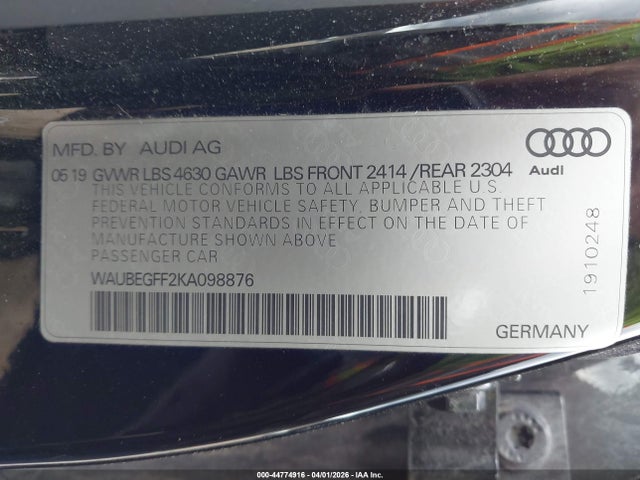 MFD. BY AUDI AG
05 19 GVWR LBS 4630 GAWR LBS FRONT 2414 /REAR 2304
Audi
THIS VEHICLE CONFORMS TO ALL APPLICABLE U.S.
FEDERAL MOTOR VEHICLE SAFETY, BUMPER AND THEFT
PREVENTION STANDARDS IN EFFECT ON THE DATE OF
MANUFACTURE SHOWN ABOVE
PASSENGER CAR
WAUBEGFF2KA098876
1910248
GERMANY
000-44774916 - 04/01/2026 - IAA Inc.